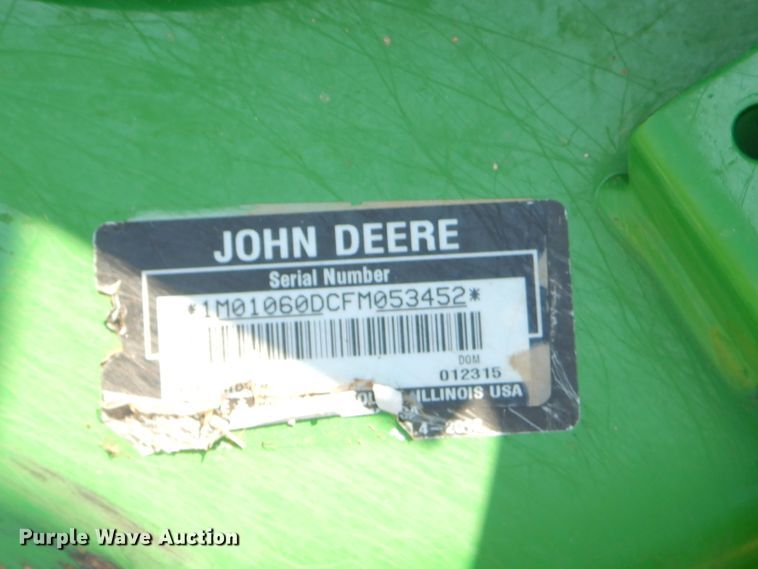 JOHN DEERE
Serial Number
*1M01060DCFM053452*
DOM
012315
ILLINOIS USA
Purple Wave Auction